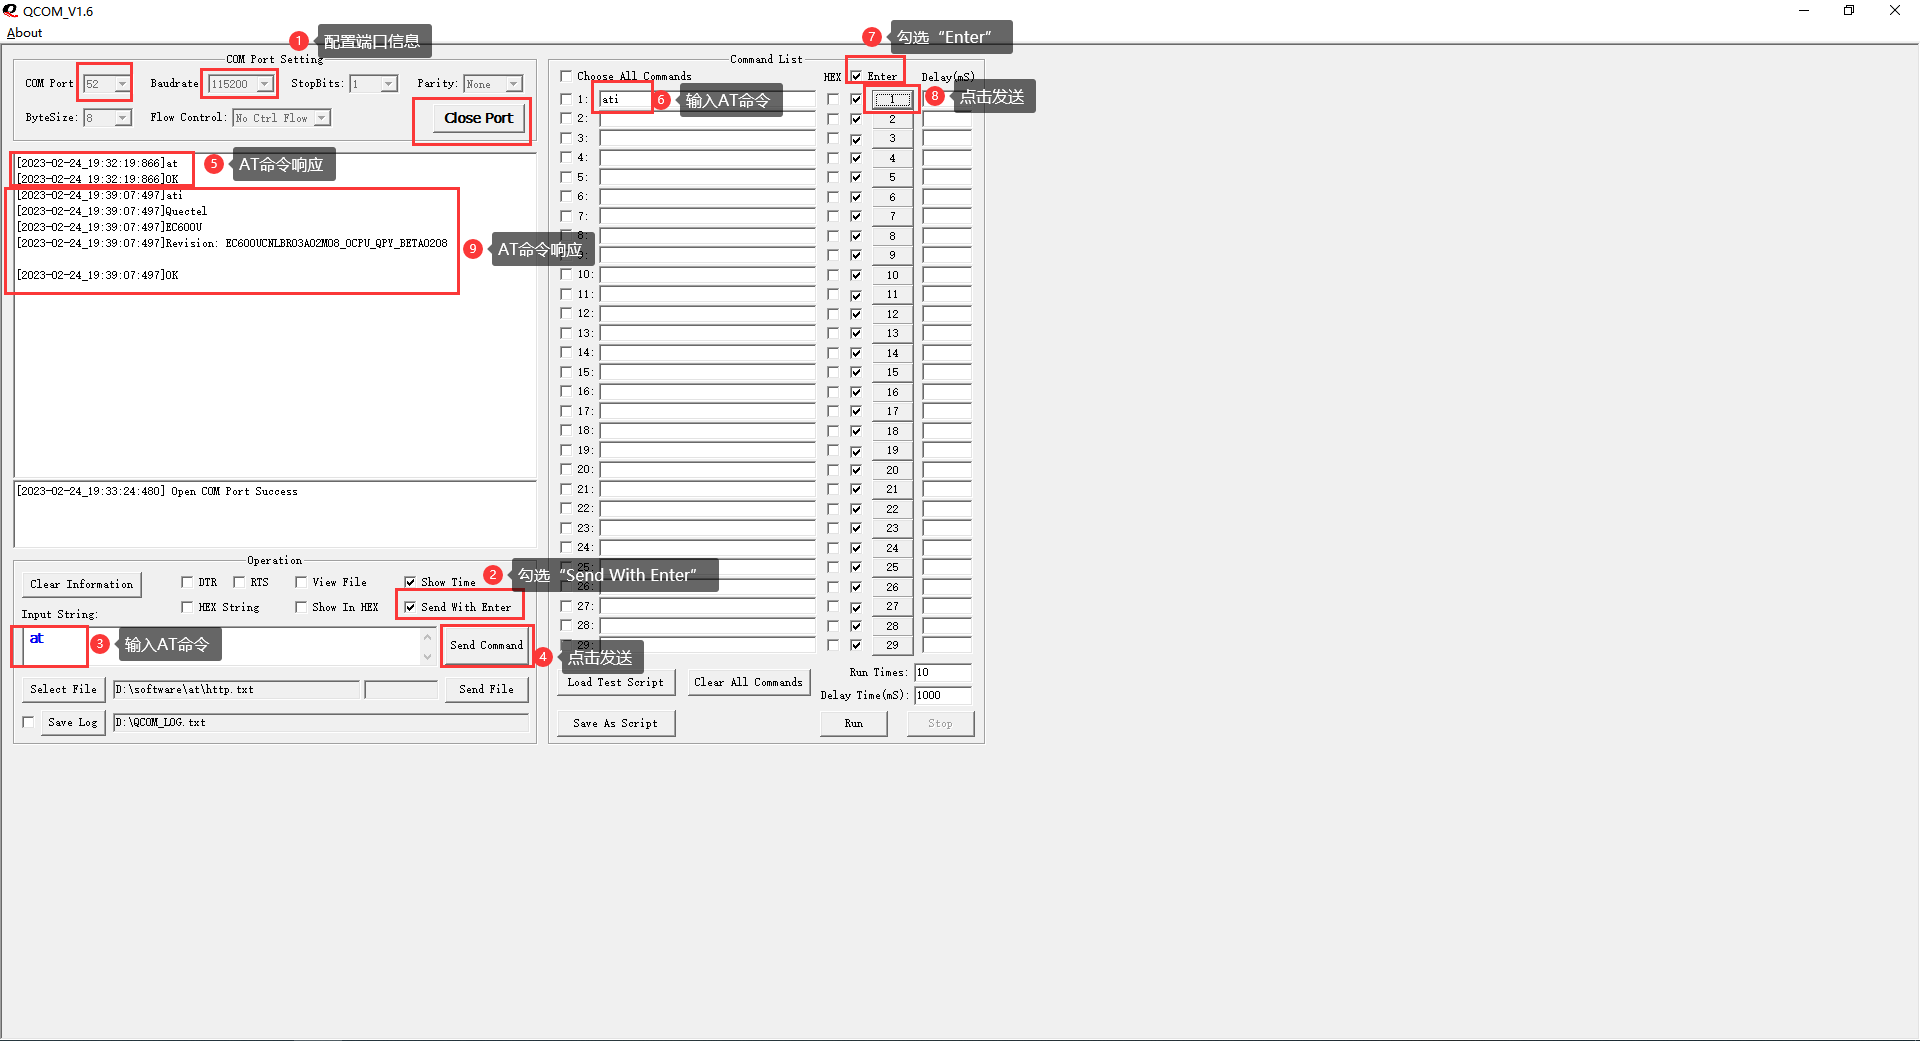 QCOM_V1.6
About
1 配置端口信息
COM Port Setting
COM Port 52 Baudrate 115200 StopBits: 1 Parity: None
ByteSize: 8 Flow Control: No Ctrl Flow Close Port
[2023-02-24_19:32:19:866]at
[2023-02-24_19:32:19:866]OK
5 AT命令响应
[2023-02-24_19:39:07:497]ati
[2023-02-24_19:39:07:497]Quectel
[2023-02-24_19:39:07:497]EC600U
[2023-02-24_19:39:07:497]Revision: EC600UCNLBR03A02M08_OCPU_QPY_BETA0208
[2023-02-24_19:39:07:497]OK
9 AT命令响应
[2023-02-24_19:33:24:480] Open COM Port Success
Operation
Clear Information DTR RTS View File Show Time
2 勾选“Send With Enter”
HEX String Show In HEX Send With Enter
Input String:
at
3 输入AT命令
Send Command
4 点击发送
Select File D:\software\at\http.txt Send File
Save Log D:\QCOM_LOG.txt
7 勾选“Enter”
Command List
Choose All Commands HEX Enter Delay(mS)
1: ati 1
6 输入AT命令
8 点击发送
2: 2
3: 3
4: 4
5: 5
6: 6
7: 7
8: 8
9: 9
10: 10
11: 11
12: 12
13: 13
14: 14
15: 15
16: 16
17: 17
18: 18
19: 19
20: 20
21: 21
22: 22
23: 23
24: 24
25: 25
26: 26
27: 27
28: 28
29: 29
Load Test Script Clear All Commands Run Times: 10
Delay Time(mS): 1000
Save As Script Run Stop